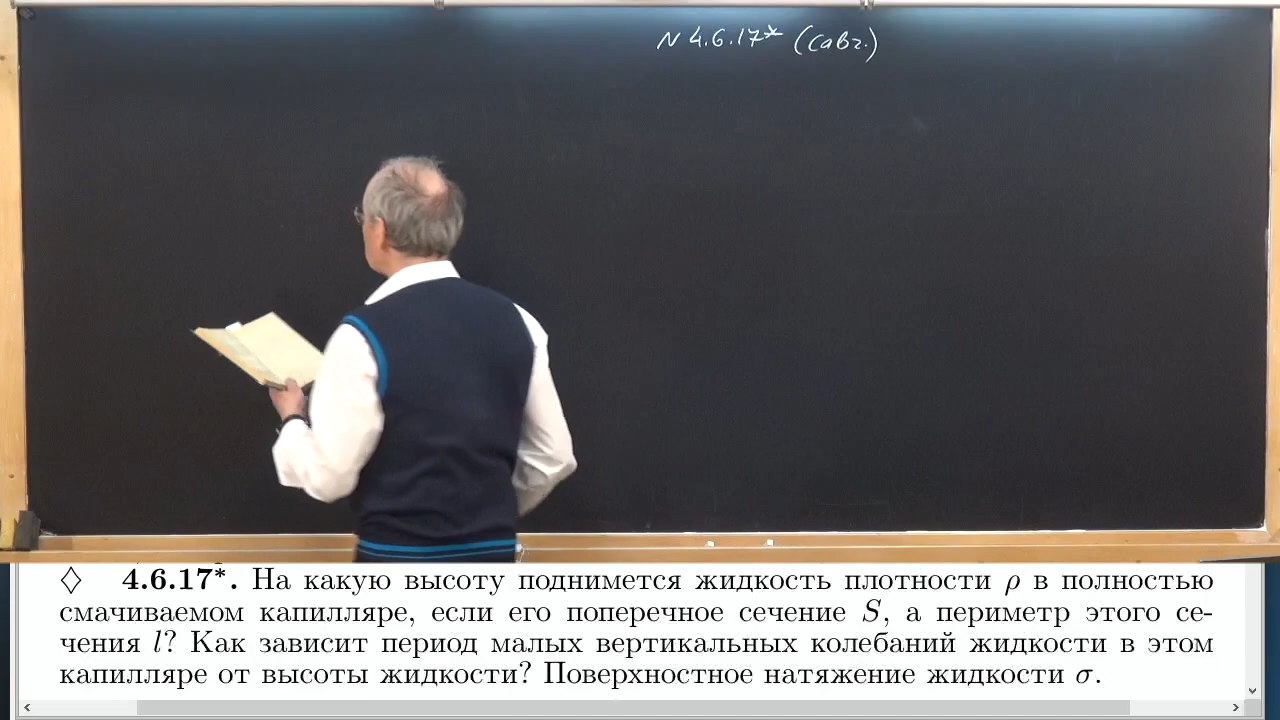 N 4.6.17* (Савч.)
◊ 4.6.17*. На какую высоту поднимется жидкость плотности ρ в полностью
смачиваемом капилляре, если его поперечное сечение S, а периметр этого се-
чения l? Как зависит период малых вертикальных колебаний жидкости в этом
капилляре от высоты жидкости? Поверхностное натяжение жидкости σ.